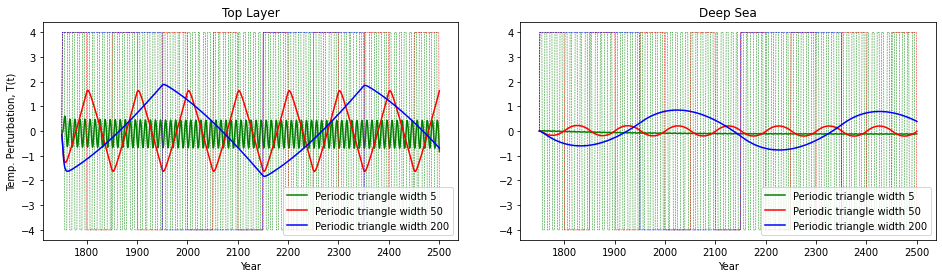 Top Layer
Temp. Perturbation, T(t)
4
3
2
1
0
−1
−2
−3
−4
Periodic triangle width 5
Periodic triangle width 50
Periodic triangle width 200
1800 1900 2000 2100 2200 2300 2400 2500
Year
Deep Sea
4
3
2
1
0
−1
−2
−3
−4
Periodic triangle width 5
Periodic triangle width 50
Periodic triangle width 200
1800 1900 2000 2100 2200 2300 2400 2500
Year